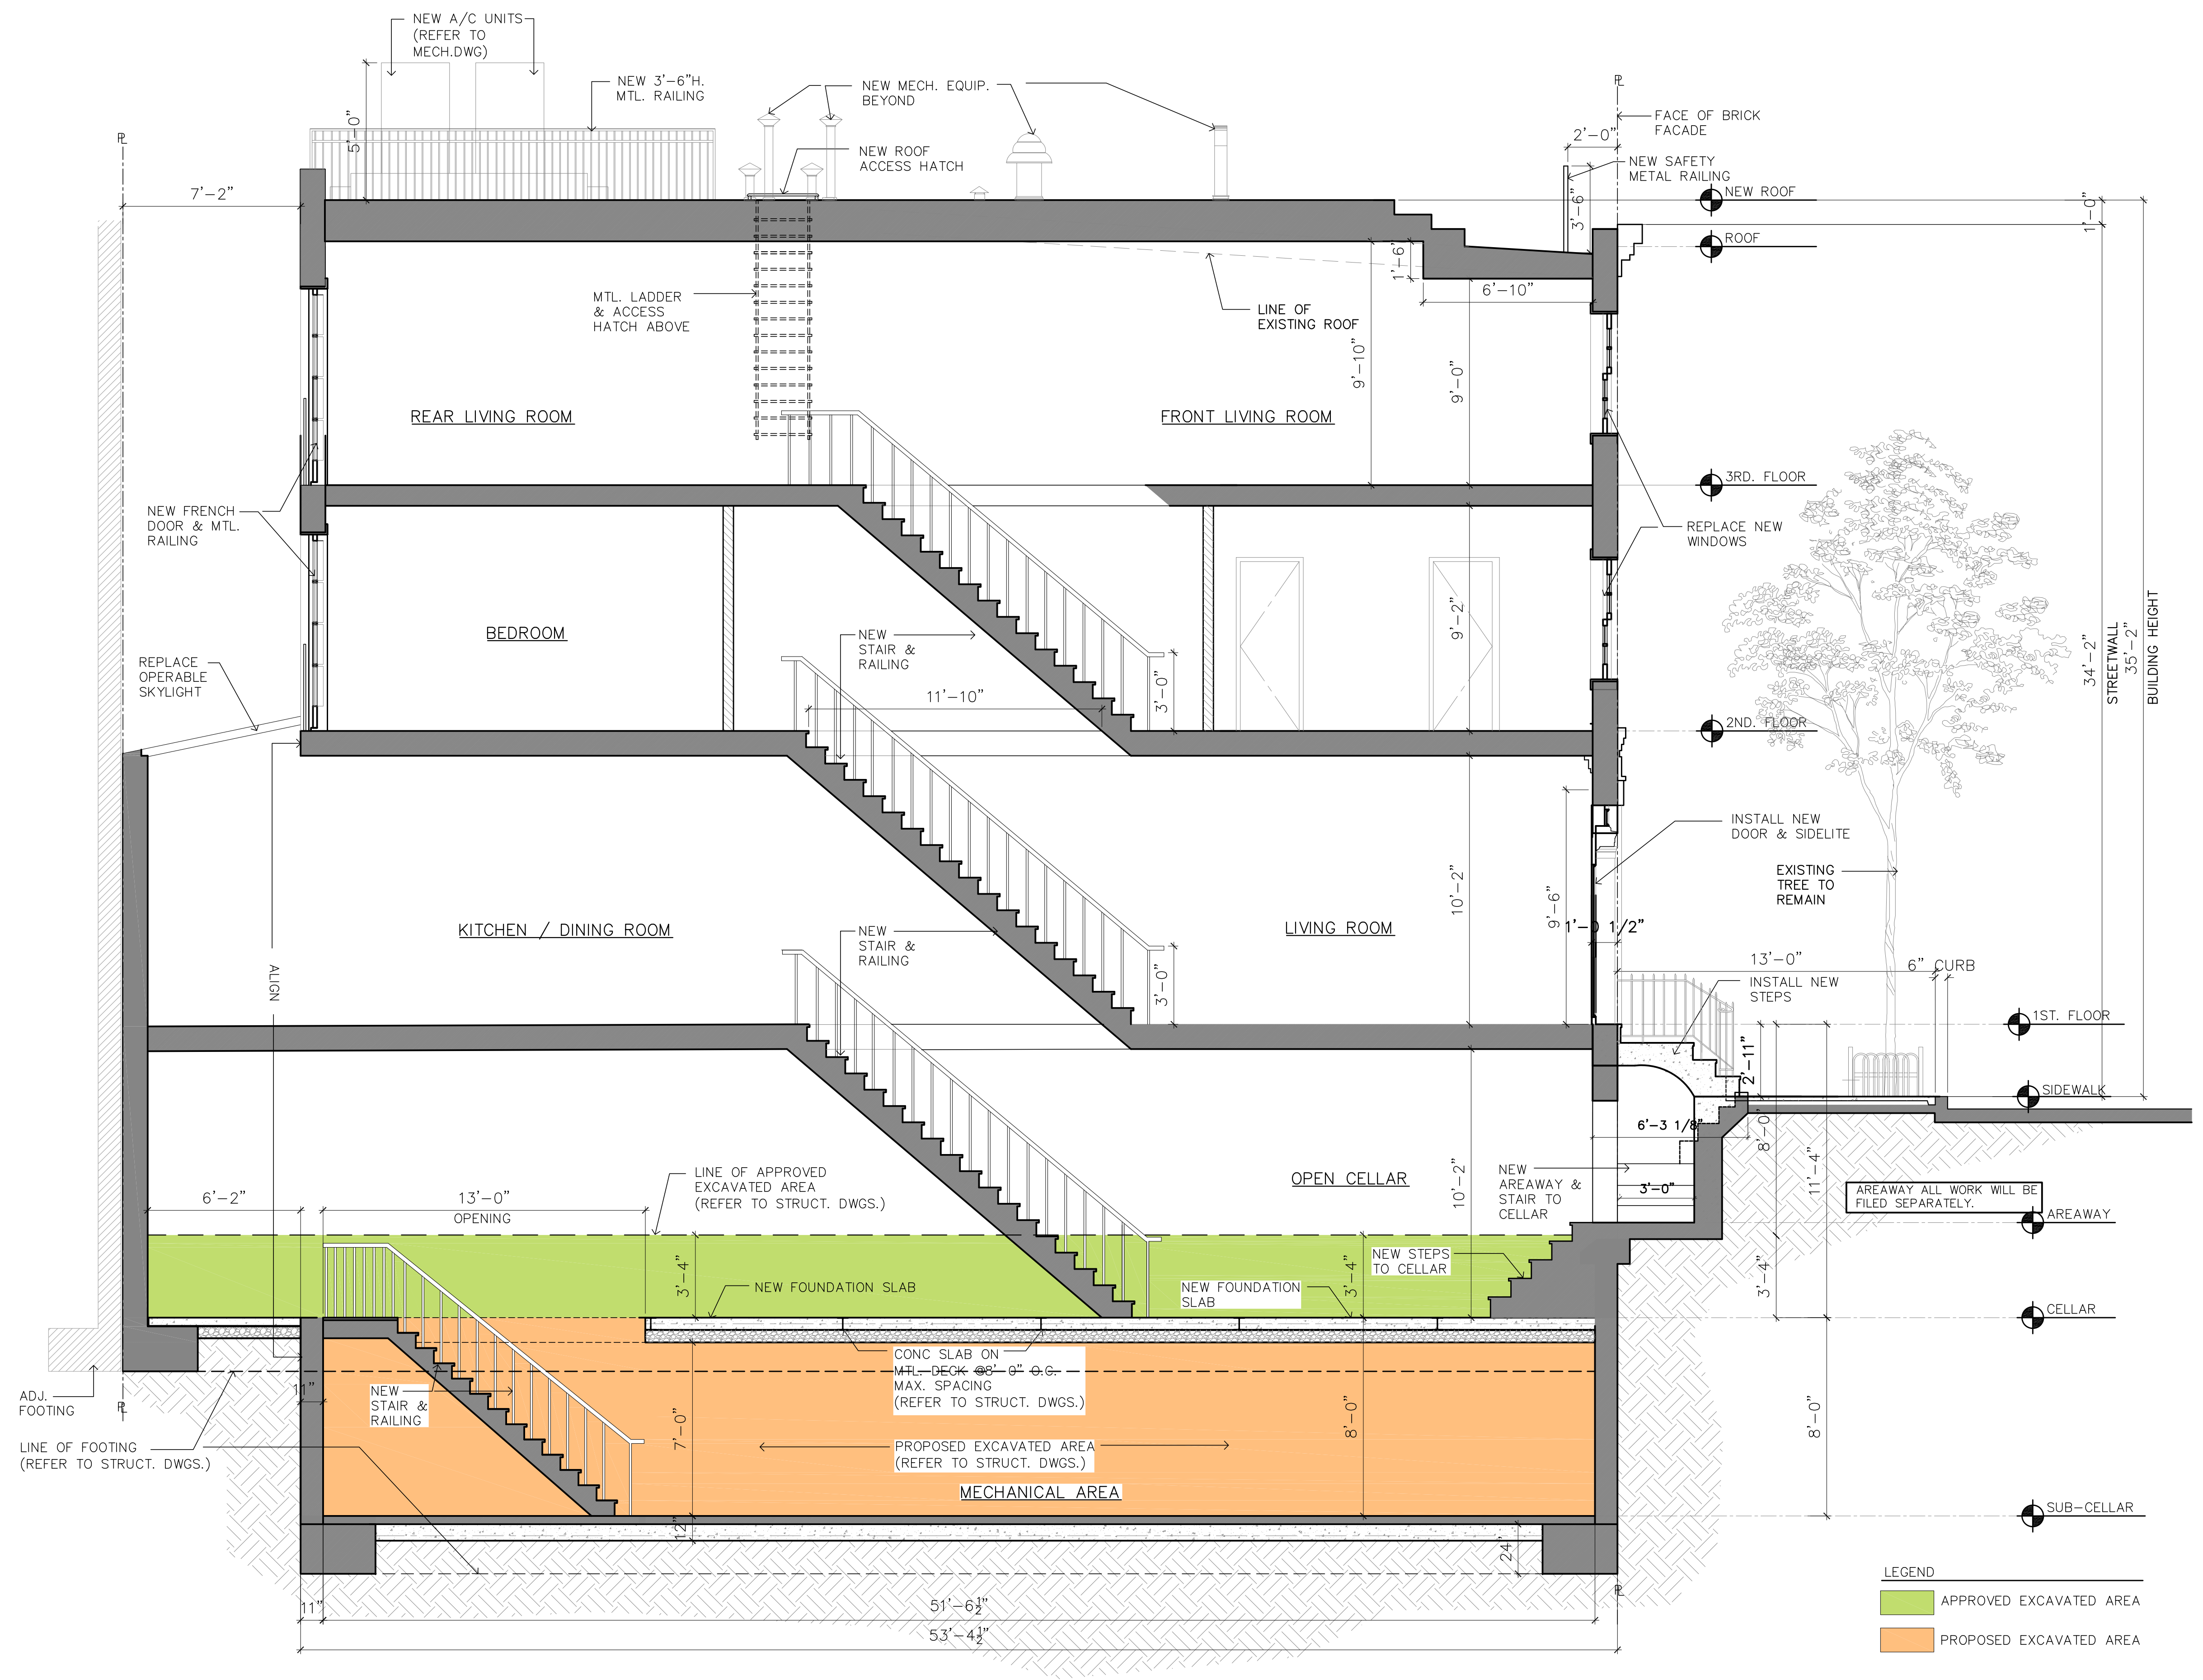 NEW A/C UNITS
(REFER TO
MECH.DWG)
NEW 3'-6"H.
MTL. RAILING
NEW MECH. EQUIP.
BEYOND
NEW ROOF
ACCESS HATCH
PL
FACE OF BRICK
FACADE
2'-0"
NEW SAFETY
METAL RAILING
PL
5'-0"
7'-2"
3'-6"
NEW ROOF
1'-0"
ROOF
1'-6"
6'-10"
MTL. LADDER
& ACCESS
HATCH ABOVE
LINE OF
EXISTING ROOF
9'-10"
9'-0"
REAR LIVING ROOM
FRONT LIVING ROOM
3RD. FLOOR
NEW FRENCH
DOOR & MTL.
RAILING
REPLACE NEW
WINDOWS
BEDROOM
NEW
STAIR &
RAILING
9'-2"
REPLACE
OPERABLE
SKYLIGHT
11'-10"
3'-0"
34'-2"
STREETWALL
35'-2"
BUILDING HEIGHT
2ND. FLOOR
INSTALL NEW
DOOR & SIDELITE
EXISTING
TREE TO
REMAIN
KITCHEN / DINING ROOM
NEW
STAIR &
RAILING
LIVING ROOM
10'-2"
9'-6"
1'-0 1/2"
ALIGN
3'-0"
13'-0"
6" CURB
INSTALL NEW
STEPS
1ST. FLOOR
2'-11"
SIDEWALK
6'-3 1/8"
8'-0"
LINE OF APPROVED
EXCAVATED AREA
(REFER TO STRUCT. DWGS.)
OPEN CELLAR
10'-2"
NEW
AREAWAY &
STAIR TO
CELLAR
3'-0"
11'-4"
AREAWAY ALL WORK WILL BE
FILED SEPARATELY.
6'-2"
13'-0"
OPENING
AREAWAY
NEW STEPS
TO CELLAR
3'-4"
NEW FOUNDATION SLAB
3'-4"
NEW FOUNDATION
SLAB
3'-4"
CELLAR
CONC SLAB ON
MTL. DECK @8'-0" O.C.
MAX. SPACING
(REFER TO STRUCT. DWGS.)
ADJ.
FOOTING
PL
11"
NEW
STAIR &
RAILING
7'-0"
8'-0"
8'-0"
LINE OF FOOTING
(REFER TO STRUCT. DWGS.)
PROPOSED EXCAVATED AREA
(REFER TO STRUCT. DWGS.)
MECHANICAL AREA
SUB-CELLAR
12"
24"
PL
LEGEND
APPROVED EXCAVATED AREA
PROPOSED EXCAVATED AREA
11"
51'-6½"
53'-4½"